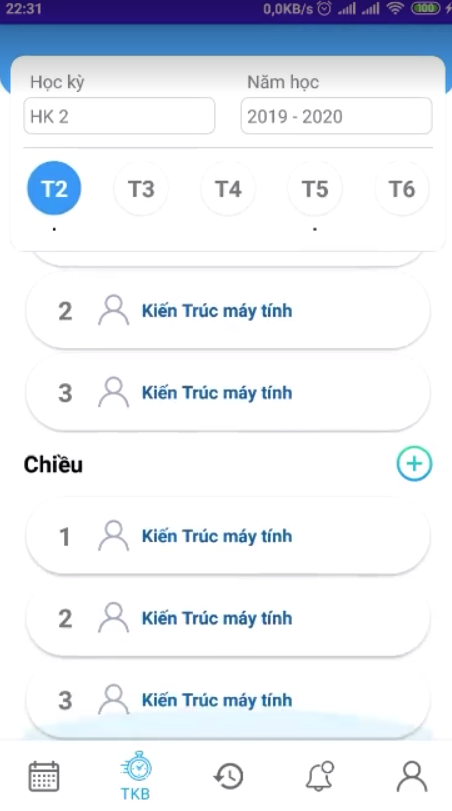 22:31 0,0KB/s 100
Học kỳ Năm học
HK 2 2019 - 2020
T2 T3 T4 T5 T6
2 Kiến Trúc máy tính
3 Kiến Trúc máy tính
Chiều
1 Kiến Trúc máy tính
2 Kiến Trúc máy tính
3 Kiến Trúc máy tính
TKB